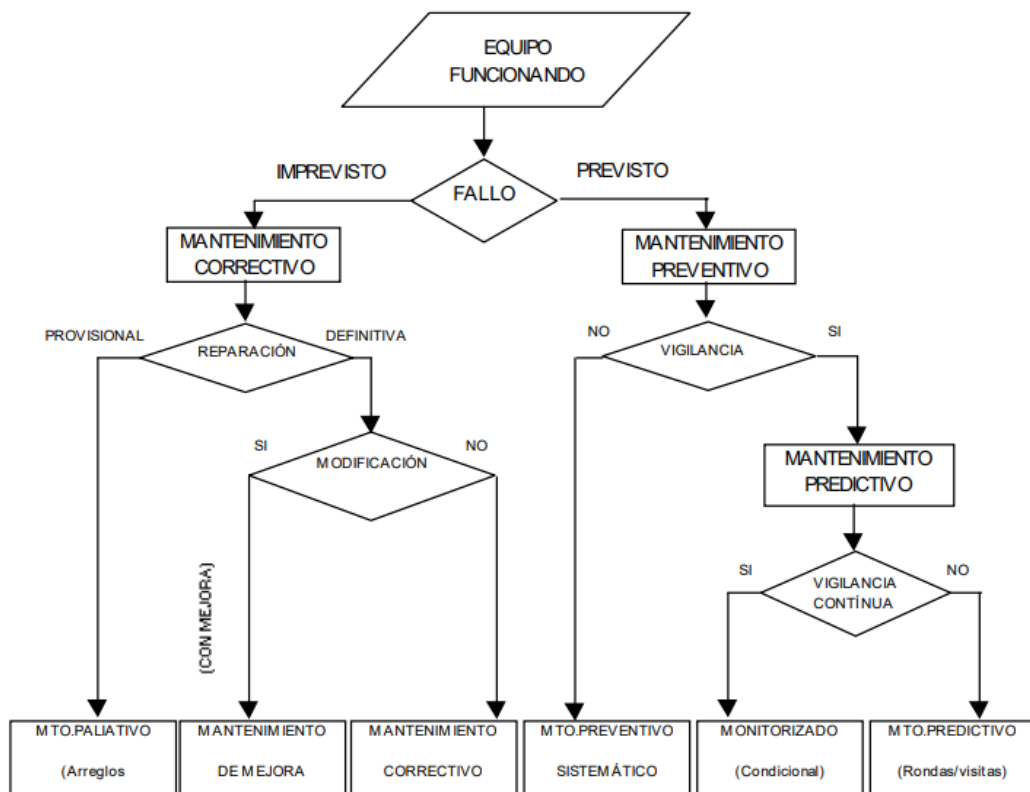 EQUIPO
FUNCIONANDO
IMPREVISTO
PREVISTO
FALLO
MANTENIMIENTO
CORRECTIVO
MANTENIMIENTO
PREVENTIVO
PROVISIONAL
DEFINITIVA
REPARACIÓN
NO
SI
VIGILANCIA
SI
NO
MODIFICACIÓN
MANTENIMIENTO
PREDICTIVO
(CON MEJORA)
SI
NO
VIGILANCIA
CONTÍNUA
MTO.PALIATIVO
(Arreglos
MANTENIMIENTO
DE MEJORA
MANTENIMIENTO
CORRECTIVO
MTO.PREVENTIVO
SISTEMÁTICO
MONITORIZADO
(Condicional)
MTO.PREDICTIVO
(Rondas/visitas)